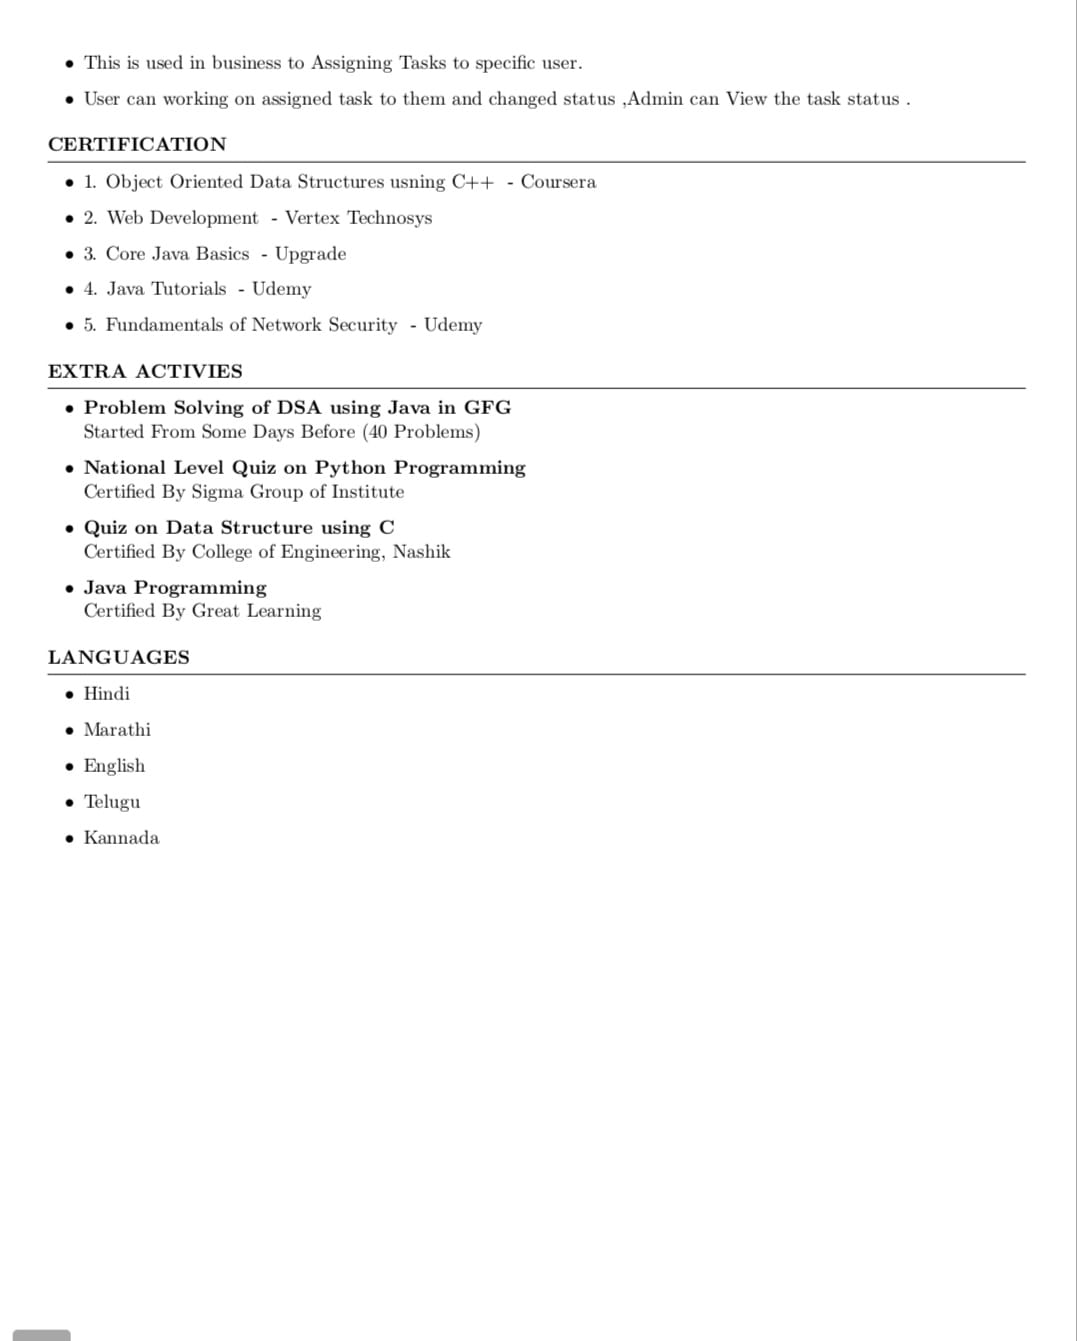 • This is used in business to Assigning Tasks to specific user.
• User can working on assigned task to them and changed status ,Admin can View the task status .
CERTIFICATION
• 1. Object Oriented Data Structures usning C++ - Coursera
• 2. Web Development - Vertex Technosys
• 3. Core Java Basics - Upgrade
• 4. Java Tutorials - Udemy
• 5. Fundamentals of Network Security - Udemy
EXTRA ACTIVIES
• Problem Solving of DSA using Java in GFG
Started From Some Days Before (40 Problems)
• National Level Quiz on Python Programming
Certified By Sigma Group of Institute
• Quiz on Data Structure using C
Certified By College of Engineering, Nashik
• Java Programming
Certified By Great Learning
LANGUAGES
• Hindi
• Marathi
• English
• Telugu
• Kannada